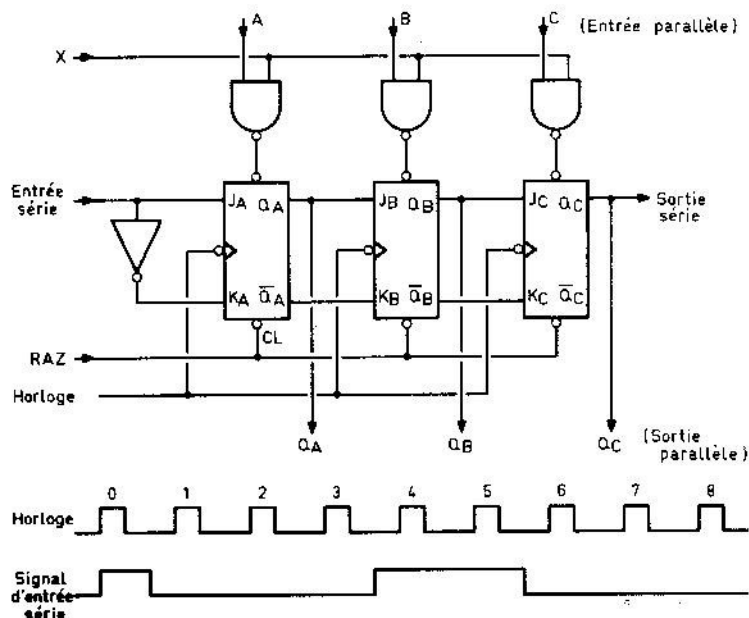 A B C (Entrée parallèle)
X
Entrée série
JA QA JB QB JC QC
Sortie série
KA Q̅A KB Q̅B KC Q̅C
CL
RAZ
Horloge
QA QB QC (Sortie parallèle)
0 1 2 3 4 5 6 7 8
Horloge
Signal
d'entrée
série